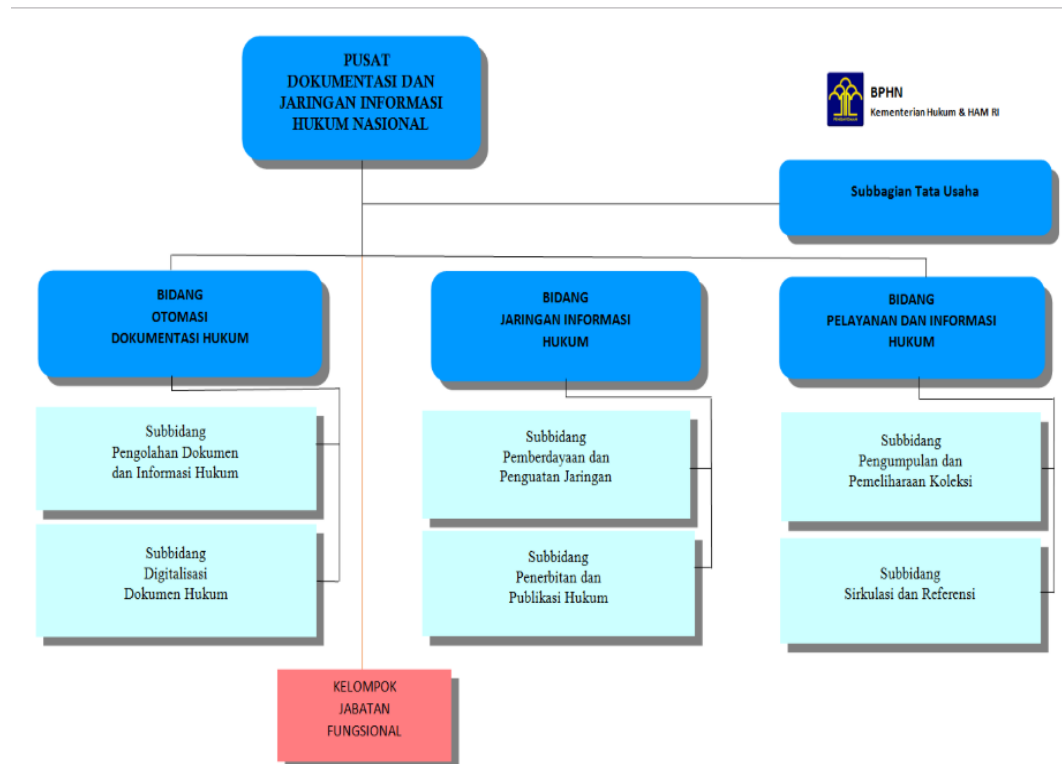 PUSAT
DOKUMENTASI DAN
JARINGAN INFORMASI
HUKUM NASIONAL
BPHN
Kementerian Hukum & HAM RI
Subbagian Tata Usaha
BIDANG
OTOMASI
DOKUMENTASI HUKUM
BIDANG
JARINGAN INFORMASI
HUKUM
BIDANG
PELAYANAN DAN INFORMASI
HUKUM
Subbidang
Pengolahan Dokumen
dan Informasi Hukum
Subbidang
Pemberdayaan dan
Penguatan Jaringan
Subbidang
Pengumpulan dan
Pemeliharaan Koleksi
Subbidang
Digitalisasi
Dokumen Hukum
Subbidang
Penerbitan dan
Publikasi Hukum
Subbidang
Sirkulasi dan Referensi
KELOMPOK
JABATAN
FUNGSIONAL